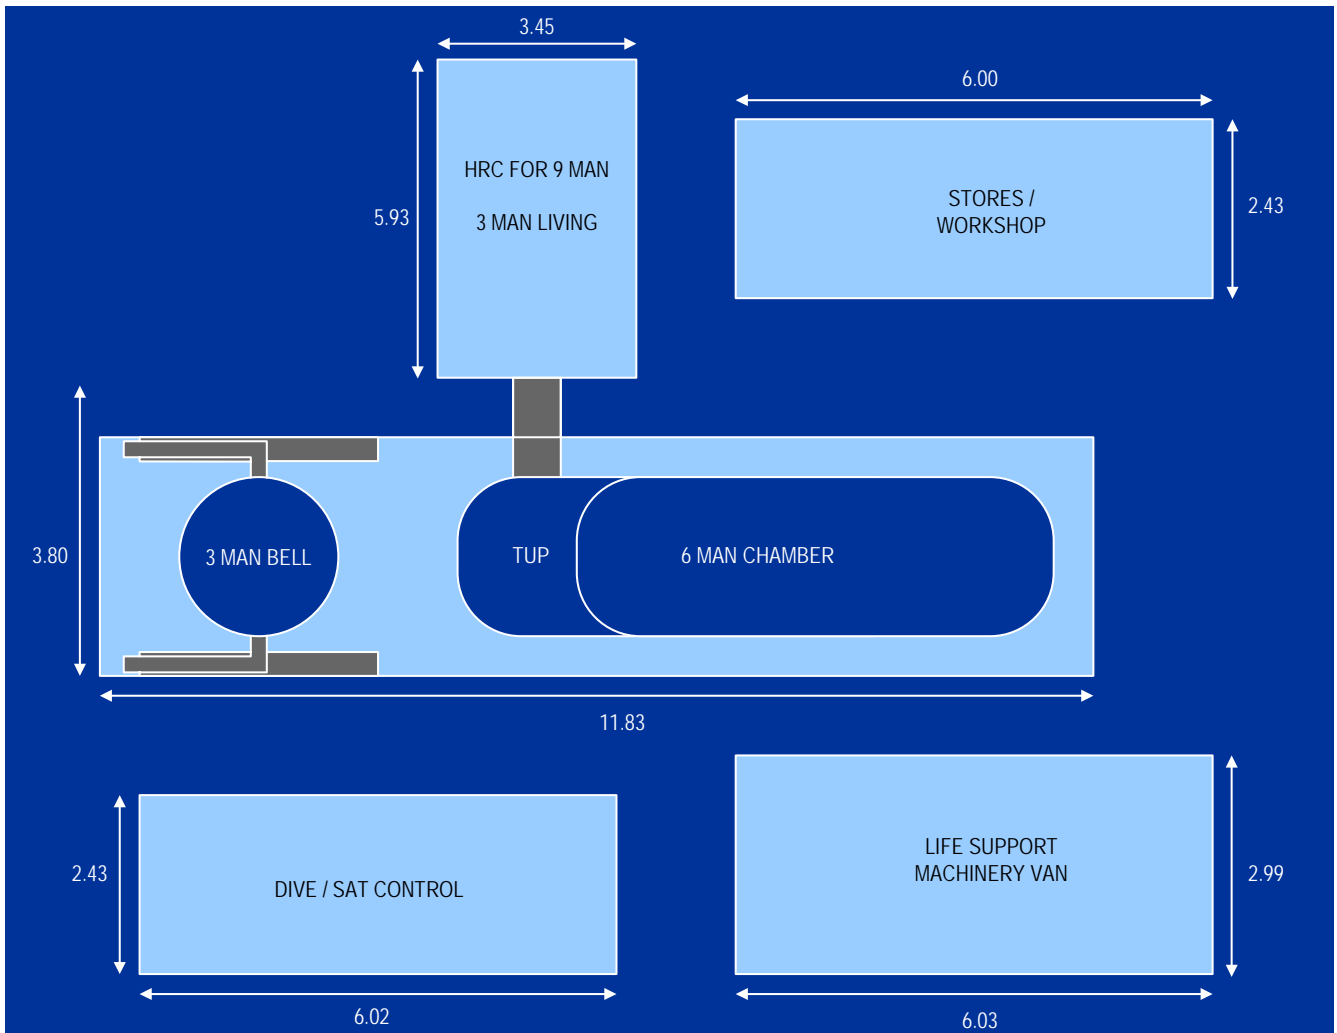 3.45
6.00
HRC FOR 9 MAN
3 MAN LIVING
5.93
STORES /
WORKSHOP
2.43
3.80
3 MAN BELL
TUP
6 MAN CHAMBER
11.83
2.43
DIVE / SAT CONTROL
6.02
LIFE SUPPORT
MACHINERY VAN
2.99
6.03